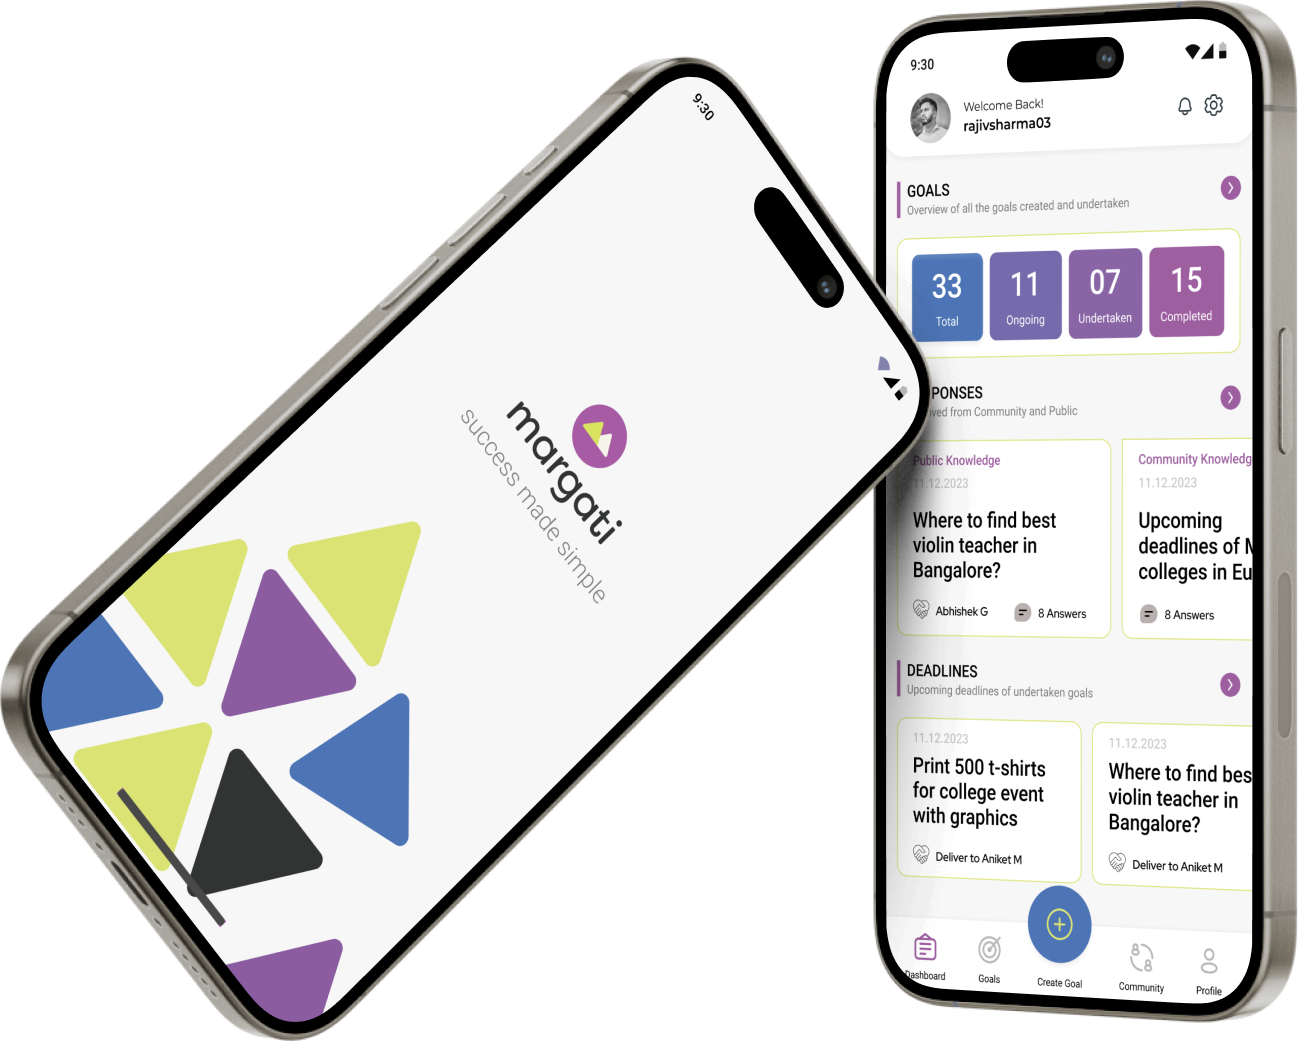 9:30
margati
success made simple
9:30
Welcome Back!
rajivsharma03
GOALS
Overview of all the goals created and undertaken
33
Total
11
Ongoing
07
Undertaken
15
Completed
PONSES
ived from Community and Public
Public Knowledge
11.12.2023
Where to find best
violin teacher in
Bangalore?
Abhishek G
8 Answers
Community Knowledg
11.12.2023
Upcoming
deadlines of M
colleges in Eu
8 Answers
DEADLINES
Upcoming deadlines of undertaken goals
11.12.2023
Print 500 t-shirts
for college event
with graphics
Deliver to Aniket M
11.12.2023
Where to find bes
violin teacher in
Bangalore?
Deliver to Aniket M
Dashboard
Goals
Create Goal
Community
Profile